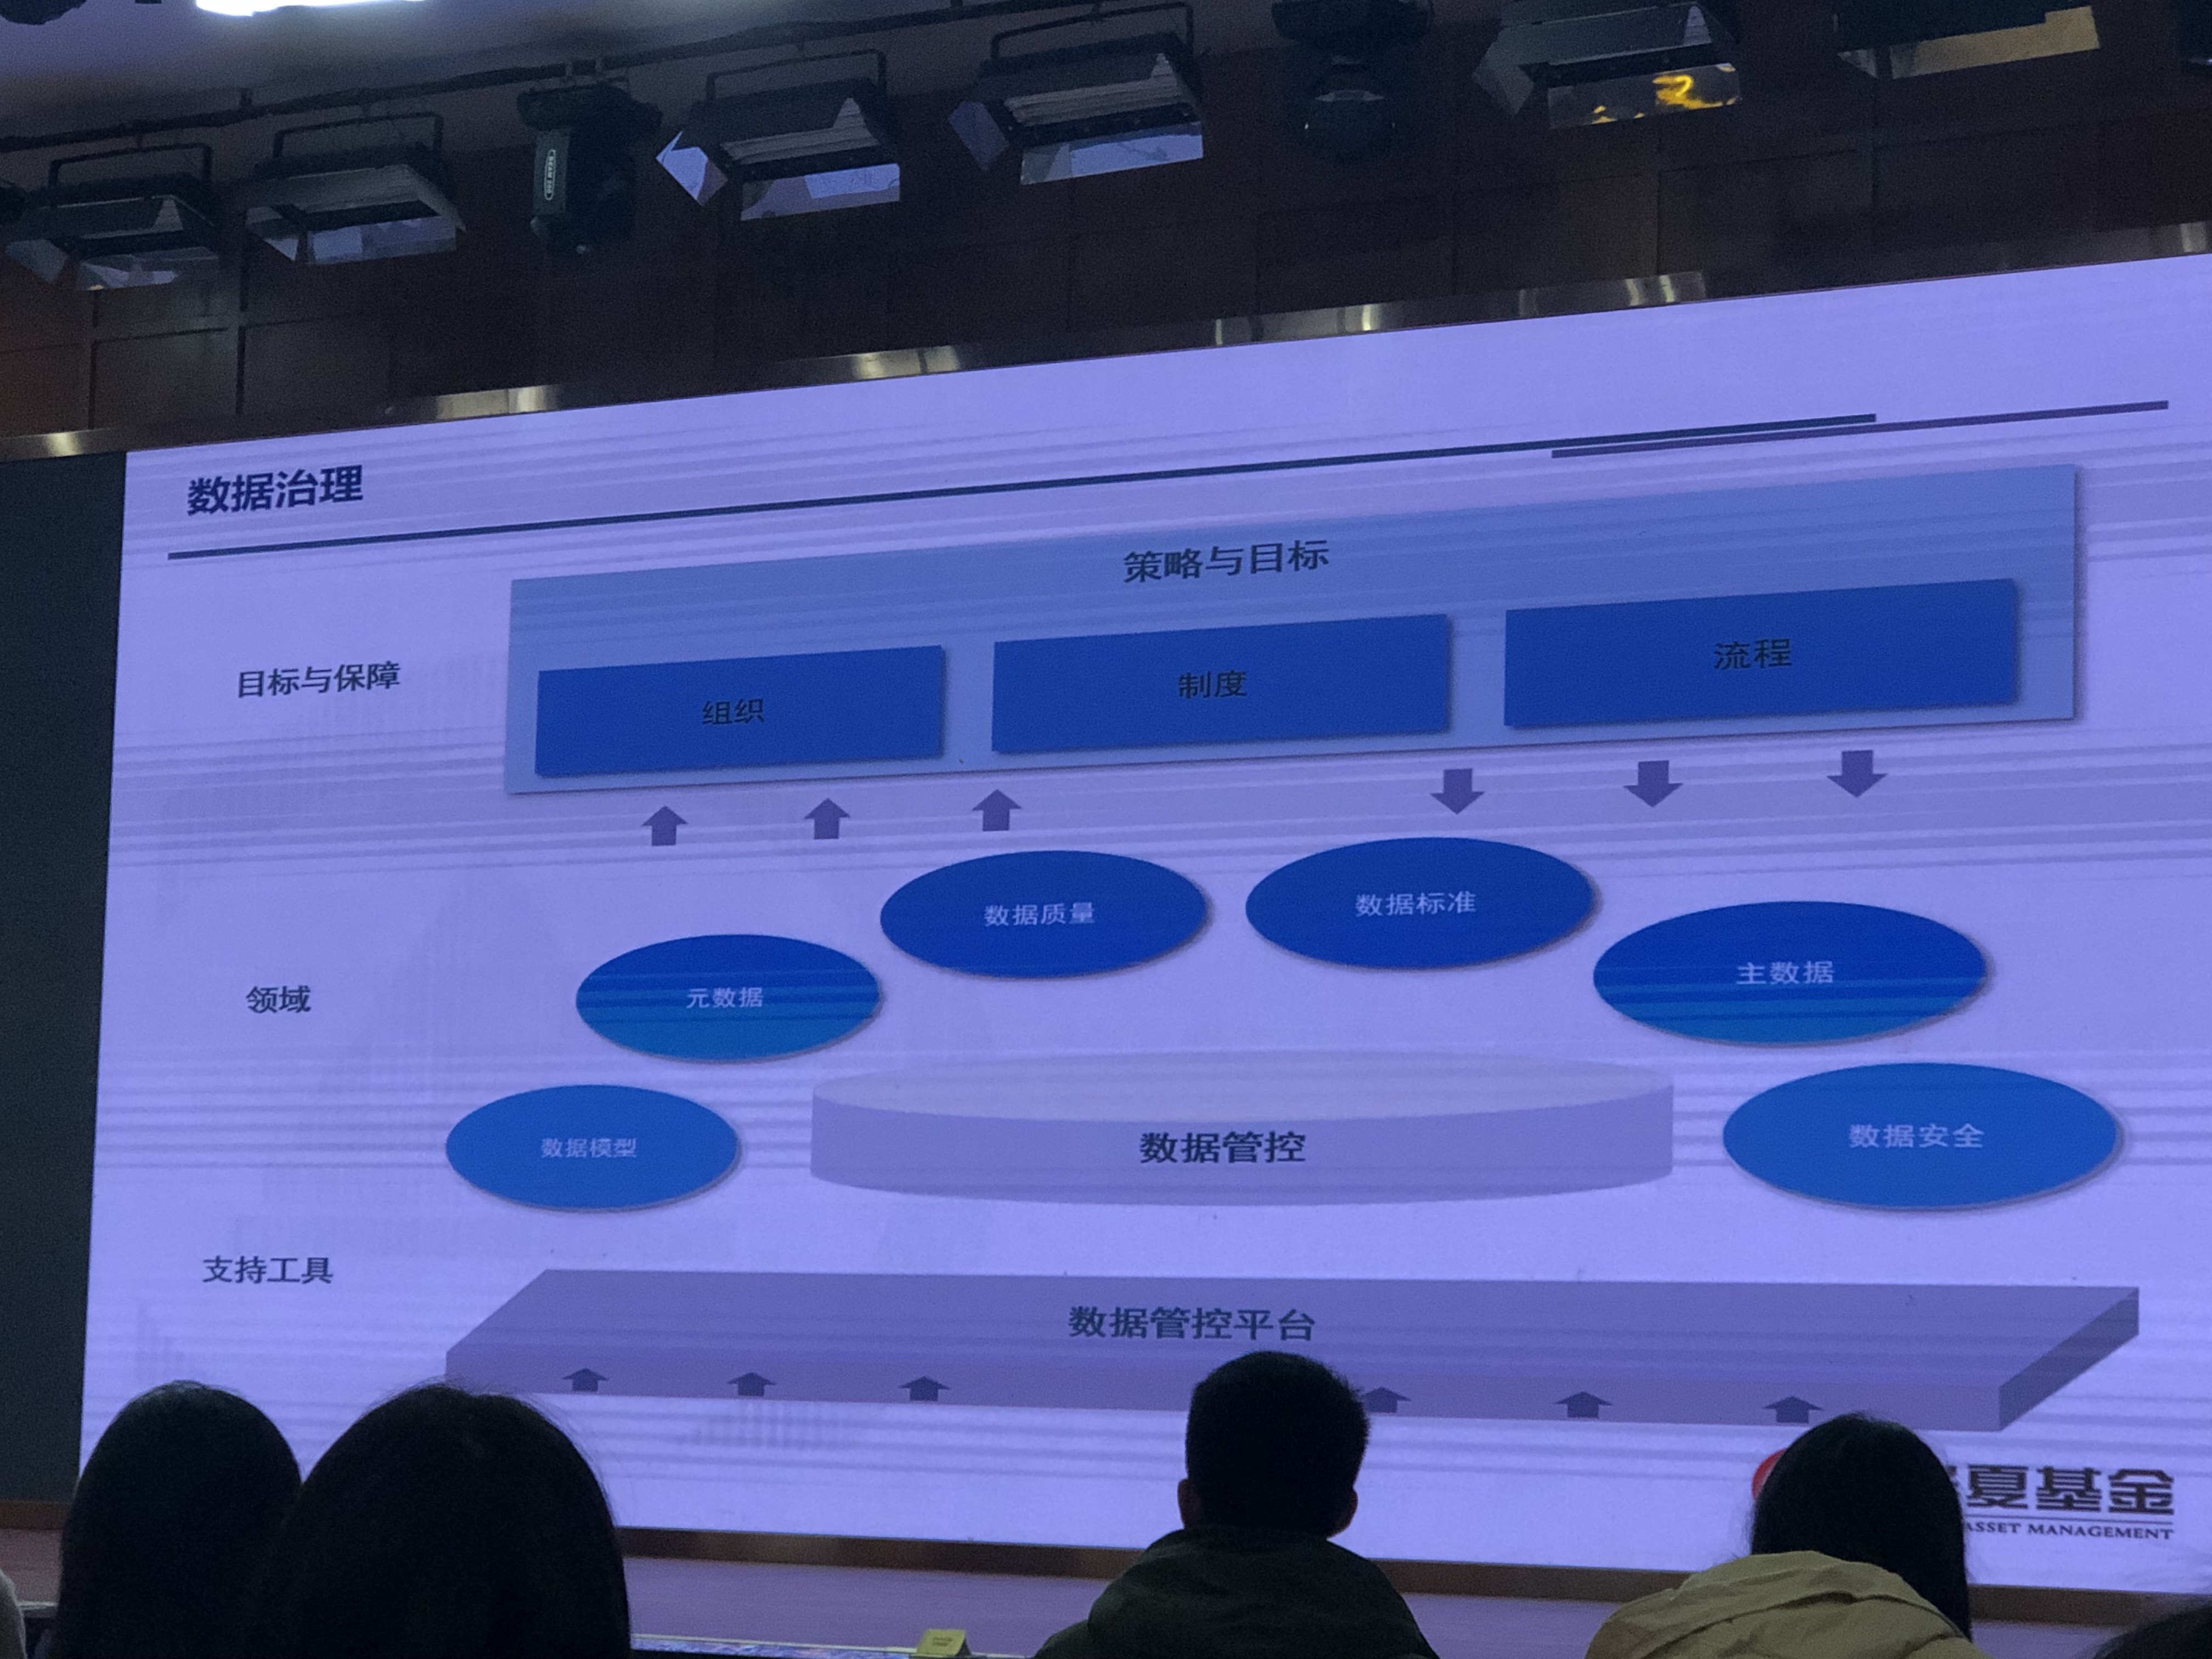 数据治理
策略与目标
目标与保障
组织
制度
流程
数据质量
数据标准
元数据
主数据
领域
数据模型
数据管控
数据安全
支持工具
数据管控平台
夏基金
ASSET MANAGEMENT